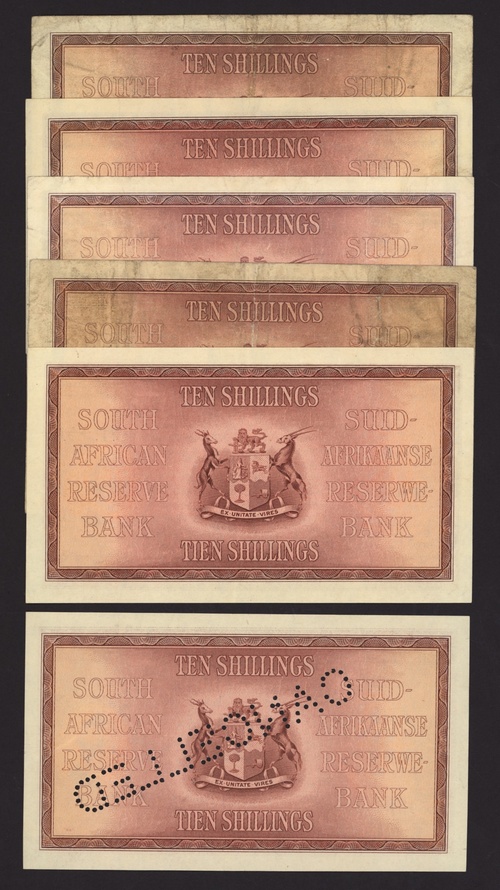 TEN SHILLINGS
SOUTH SUID-
TEN SHILLINGS
SOUTH SUID-
TEN SHILLINGS
SOUTH SUID-
TEN SHILLINGS
SOUTH SUID-
TEN SHILLINGS
SOUTH SUID-
AFRICAN AFRIKAANSE
RESERVE RESERWE-
BANK BANK
EX·UNITATE·VIRES
TIEN SHILLINGS
TEN SHILLINGS
SOUTH SUID-
AFRICAN AFRIKAANSE
RESERVE RESERWE-
BANK BANK
EX·UNITATE·VIRES
TIEN SHILLINGS